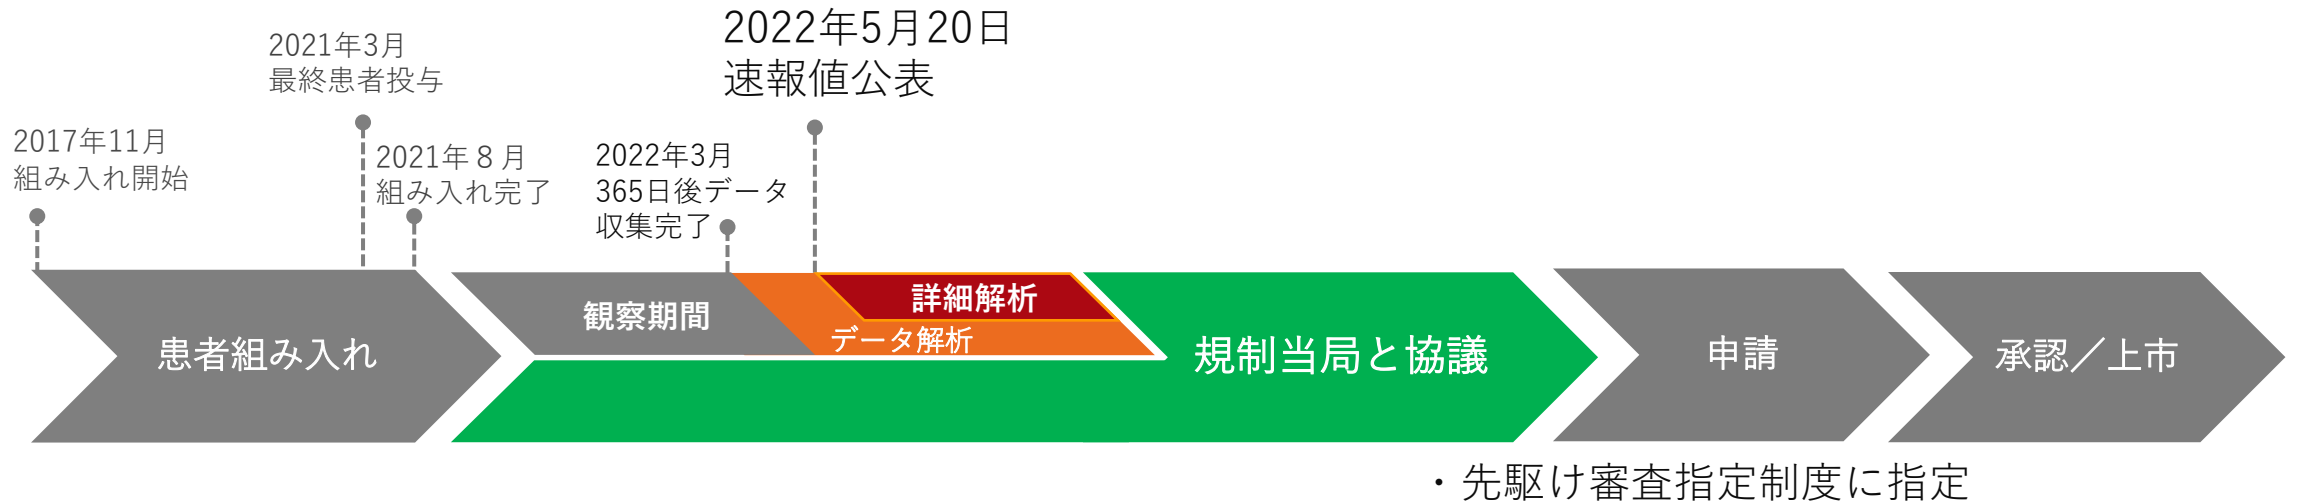 2017年11月
組み入れ開始
2021年3月
最終患者投与
2021年８月
組み入れ完了
2022年3月
365日後データ
収集完了
2022年5月20日
速報値公表
患者組み入れ
観察期間
詳細解析
データ解析
規制当局と協議
申請
承認／上市
・先駆け審査指定制度に指定